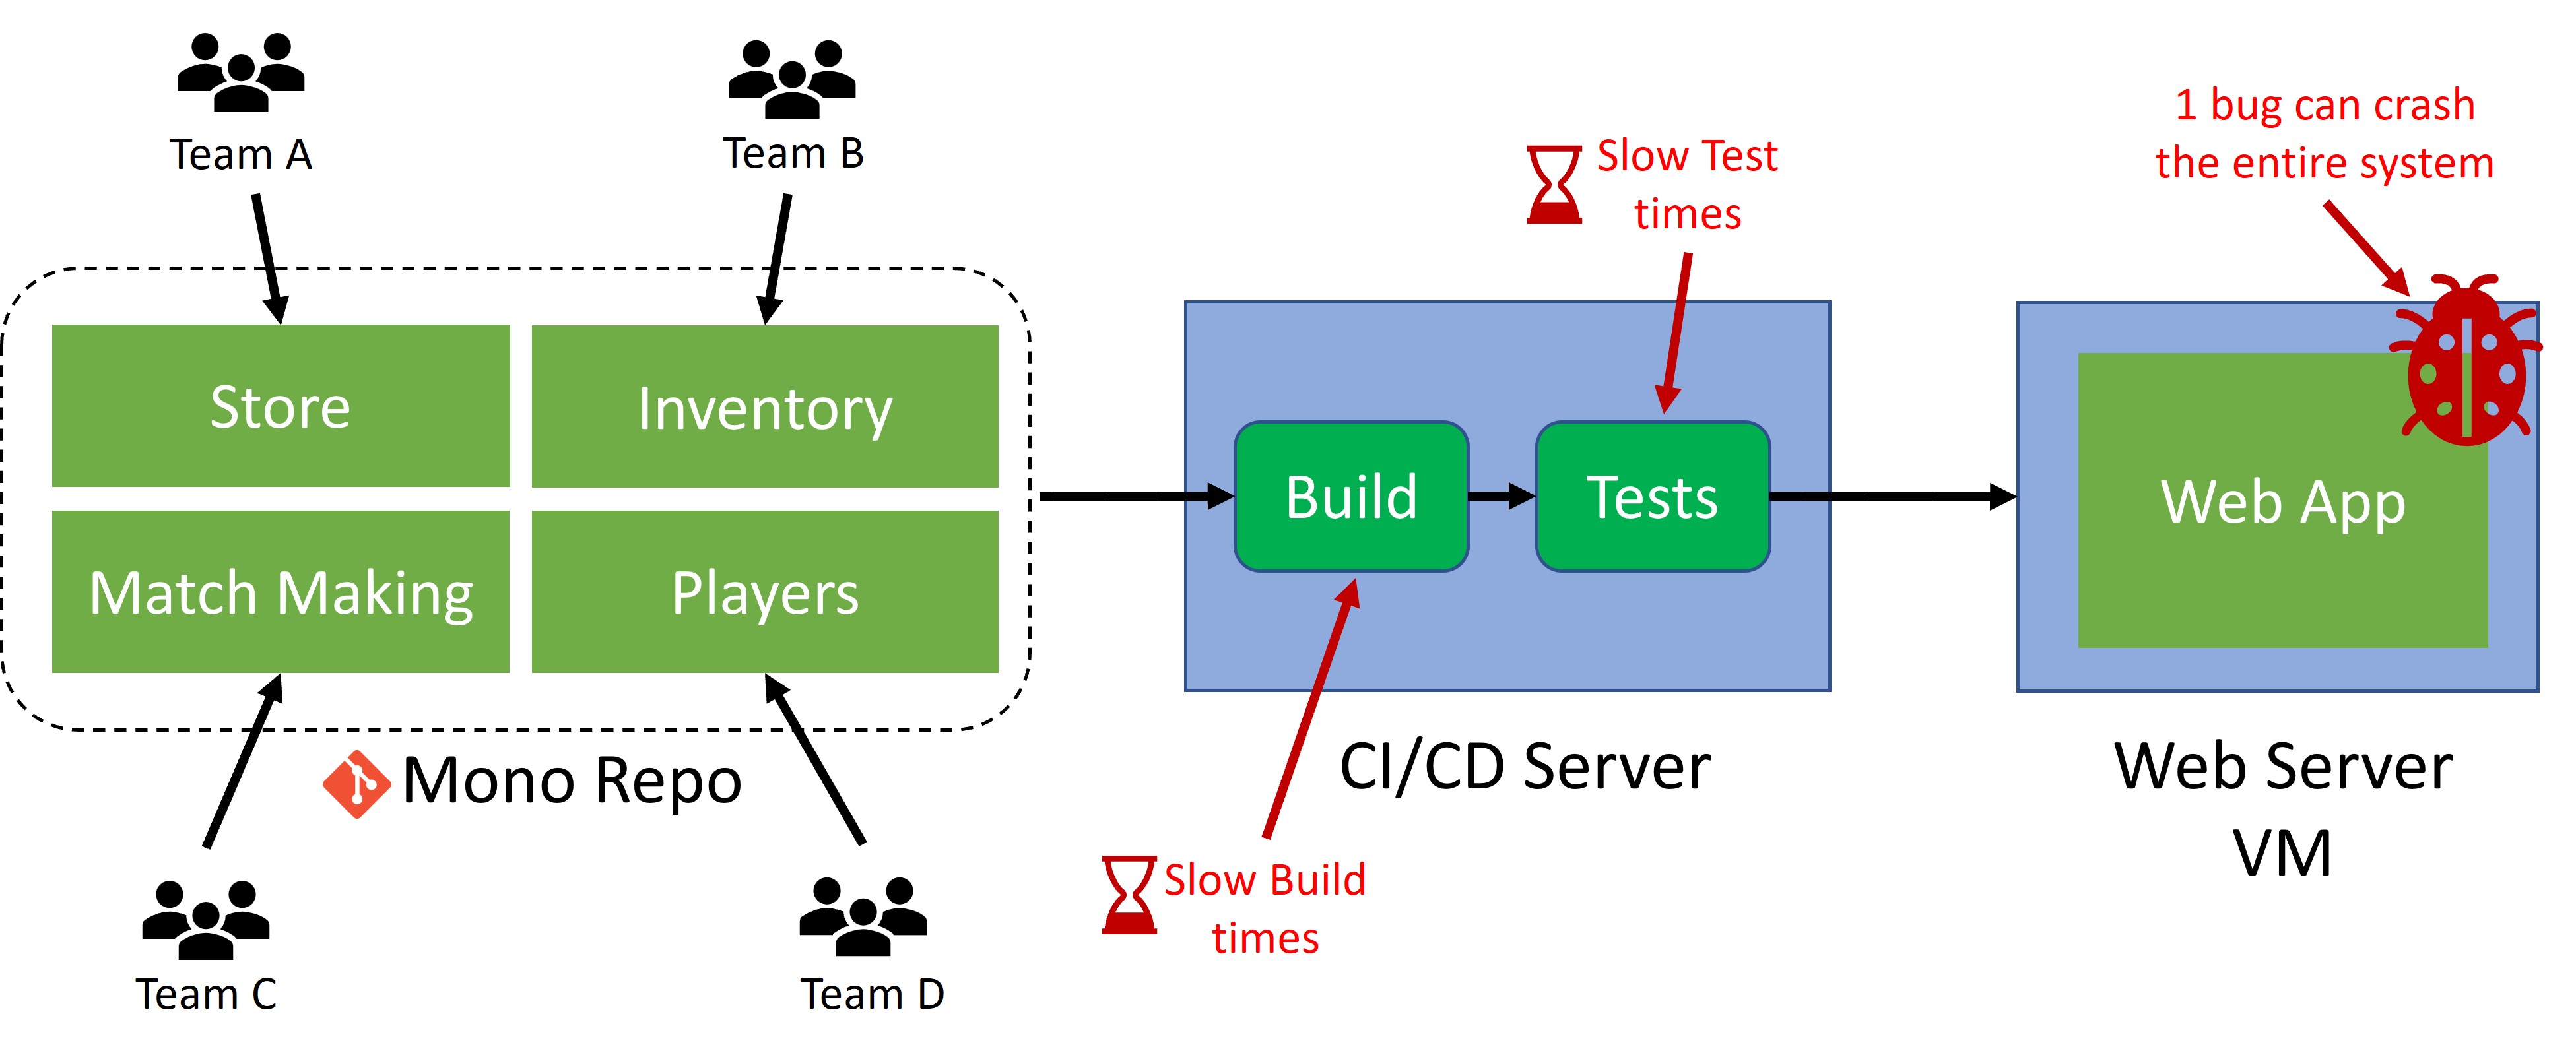 Team A
Team B
Store
Inventory
Match Making
Players
Mono Repo
Team C
Team D
Slow Test
times
Build
Tests
CI/CD Server
Slow Build
times
1 bug can crash
the entire system
Web App
Web Server
VM